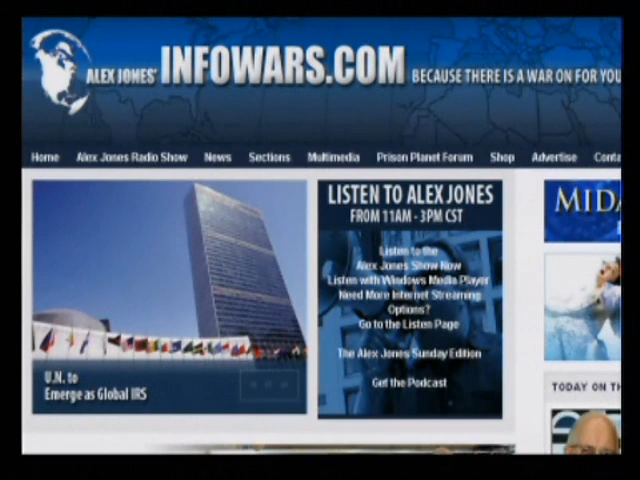 ALEX JONES' INFOWARS.COM BECAUSE THERE IS A WAR ON FOR YOU
Home Alex Jones Radio Show News Sections Multimedia Prison Planet Forum Shop Advertise Conta
LISTEN TO ALEX JONES
FROM 11AM - 3PM CST
Listen to the
Alex Jones Show Now
Listen with Windows Media Player
Need More Internet Streaming
Options?
Go to the Listen Page
The Alex Jones Sunday Edition
Get the Podcast
U.N. to
Emerge as Global IRS
MIDA
TODAY ON TH